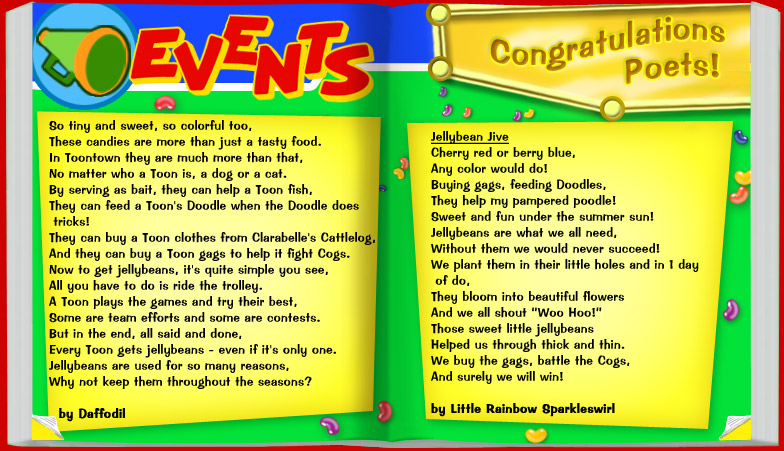 EVENTS
So tiny and sweet, so colorful too,
These candies are more than just a tasty food.
In Toontown they are much more than that,
No matter who a Toon is, a dog or a cat.
By serving as bait, they can help a Toon fish,
They can feed a Toon's Doodle when the Doodle does
tricks!
They can buy a Toon clothes from Clarabelle's Cattlelog,
And they can buy a Toon gags to help it fight Cogs.
Now to get jellybeans, it's quite simple you see,
All you have to do is ride the trolley.
A Toon plays the games and try their best,
Some are team efforts and some are contests.
But in the end, all said and done,
Every Toon gets jellybeans - even if it's only one.
Jellybeans are used for so many reasons,
Why not keep them throughout the seasons?
by Daffodil
Congratulations
Poets!
Jellybean Jive
Cherry red or berry blue,
Any color would do!
Buying gags, feeding Doodles,
They help my pampered poodle!
Sweet and fun under the summer sun!
Jellybeans are what we all need,
Without them we would never succeed!
We plant them in their little holes and in 1 day
of do,
They bloom into beautiful flowers
And we all shout "Woo Hoo!"
Those sweet little jellybeans
Helped us through thick and thin.
We buy the gags, battle the Cogs,
And surely we will win!
by Little Rainbow Sparkleswirl